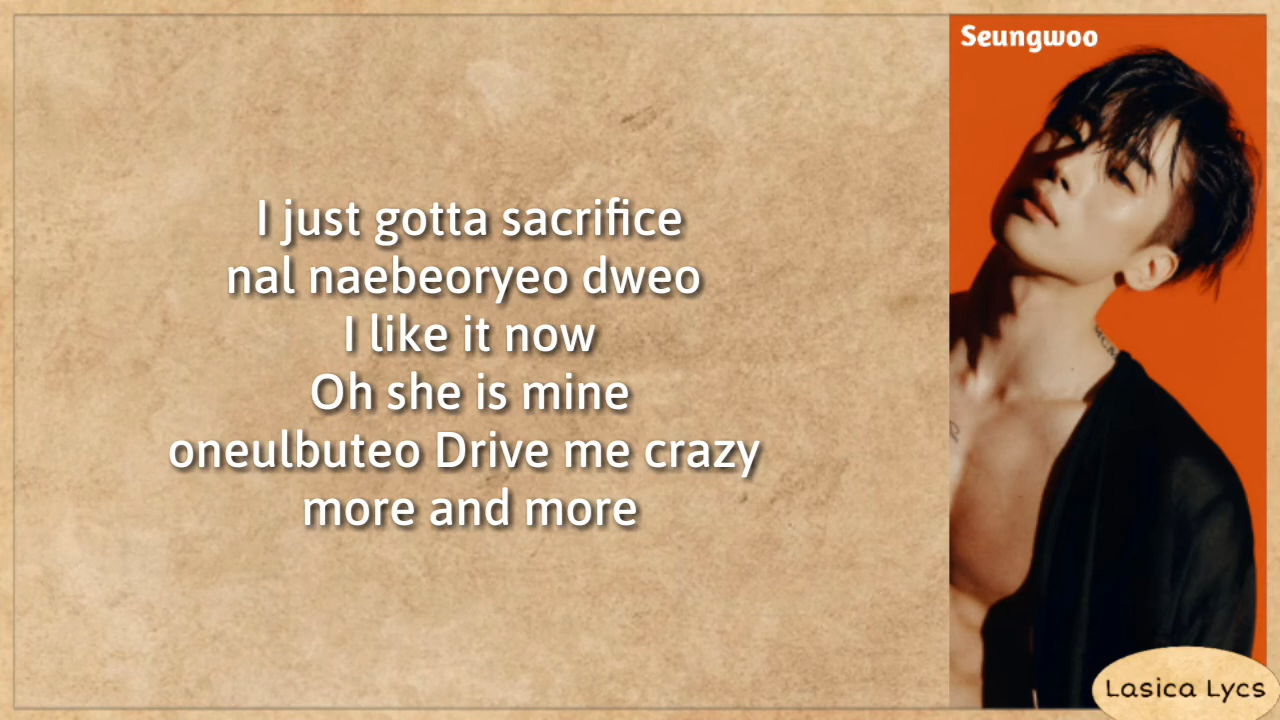 Seungwoo
I just gotta sacrifice
nal naebeoryeo dweo
I like it now
Oh she is mine
oneulbuteo Drive me crazy
more and more
Lasica Lycs